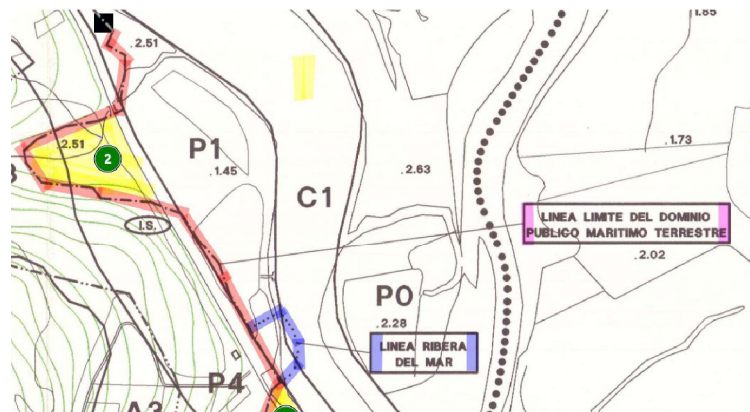 1.85
2.51
2.51
2
P1
1.45
2.63
1.73
C1
I.S.
LINEA LIMITE DEL DOMINIO
PUBLICO MARITIMO TERRESTRE
2.02
P0
2.28
LINEA RIBERA
DEL MAR
P4
A3